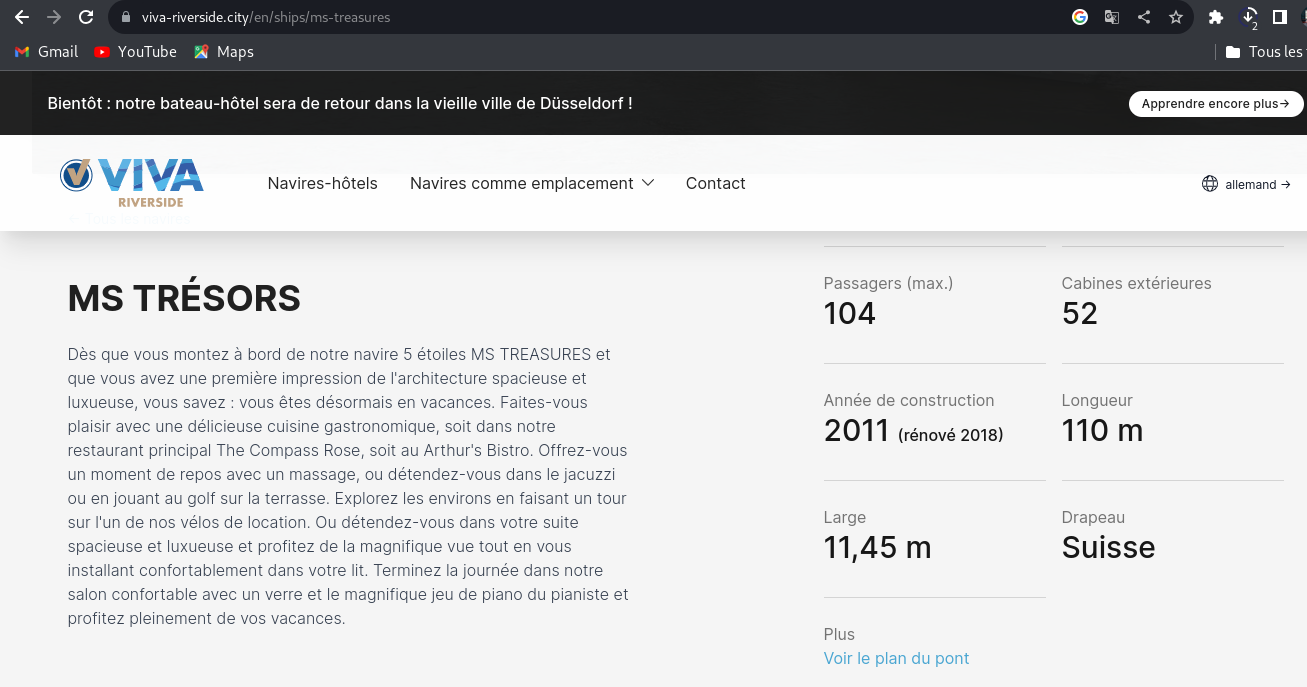 viva-riverside.city/en/ships/ms-treasures
2
Gmail
YouTube
Maps
Tous les
Bientôt : notre bateau-hôtel sera de retour dans la vieille ville de Düsseldorf !
Apprendre encore plus→
VIVA
RIVERSIDE
Navires-hôtels
Navires comme emplacement
Contact
allemand →
← Tous les navires
MS TRÉSORS
Dès que vous montez à bord de notre navire 5 étoiles MS TREASURES et
que vous avez une première impression de l'architecture spacieuse et
luxueuse, vous savez : vous êtes désormais en vacances. Faites-vous
plaisir avec une délicieuse cuisine gastronomique, soit dans notre
restaurant principal The Compass Rose, soit au Arthur's Bistro. Offrez-vous
un moment de repos avec un massage, ou détendez-vous dans le jacuzzi
ou en jouant au golf sur la terrasse. Explorez les environs en faisant un tour
sur l'un de nos vélos de location. Ou détendez-vous dans votre suite
spacieuse et luxueuse et profitez de la magnifique vue tout en vous
installant confortablement dans votre lit. Terminez la journée dans notre
salon confortable avec un verre et le magnifique jeu de piano du pianiste et
profitez pleinement de vos vacances.
Passagers (max.)
104
Cabines extérieures
52
Année de construction
2011 (rénové 2018)
Longueur
110 m
Large
11,45 m
Drapeau
Suisse
Plus
Voir le plan du pont